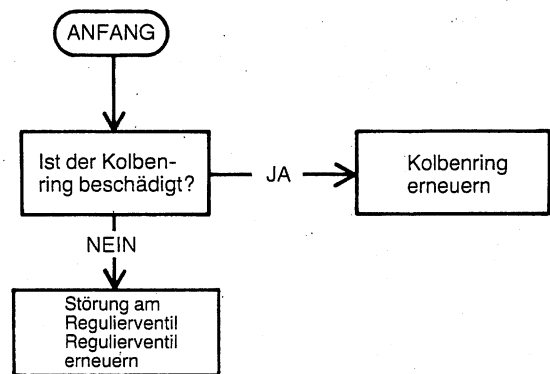 ANFANG
Ist der Kolben-
ring beschädigt?
JA
Kolbenring
erneuern
NEIN
Störung am
Regulierventil
Regulierventil
erneuern